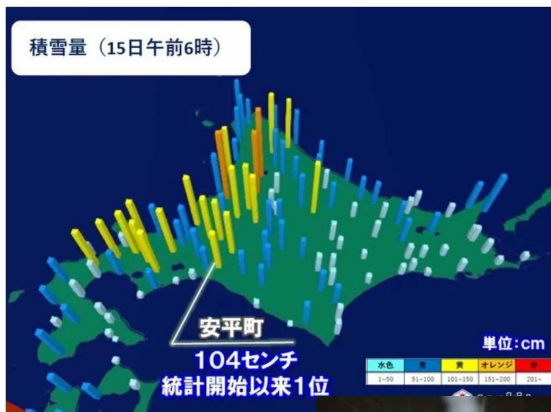 積雪量（15日午前6時）
安平町
104センチ
統計開始以来1位
単位：cm
水色 青 黄 オレンジ 赤
1~50 51~100 101~150 151~200 201~